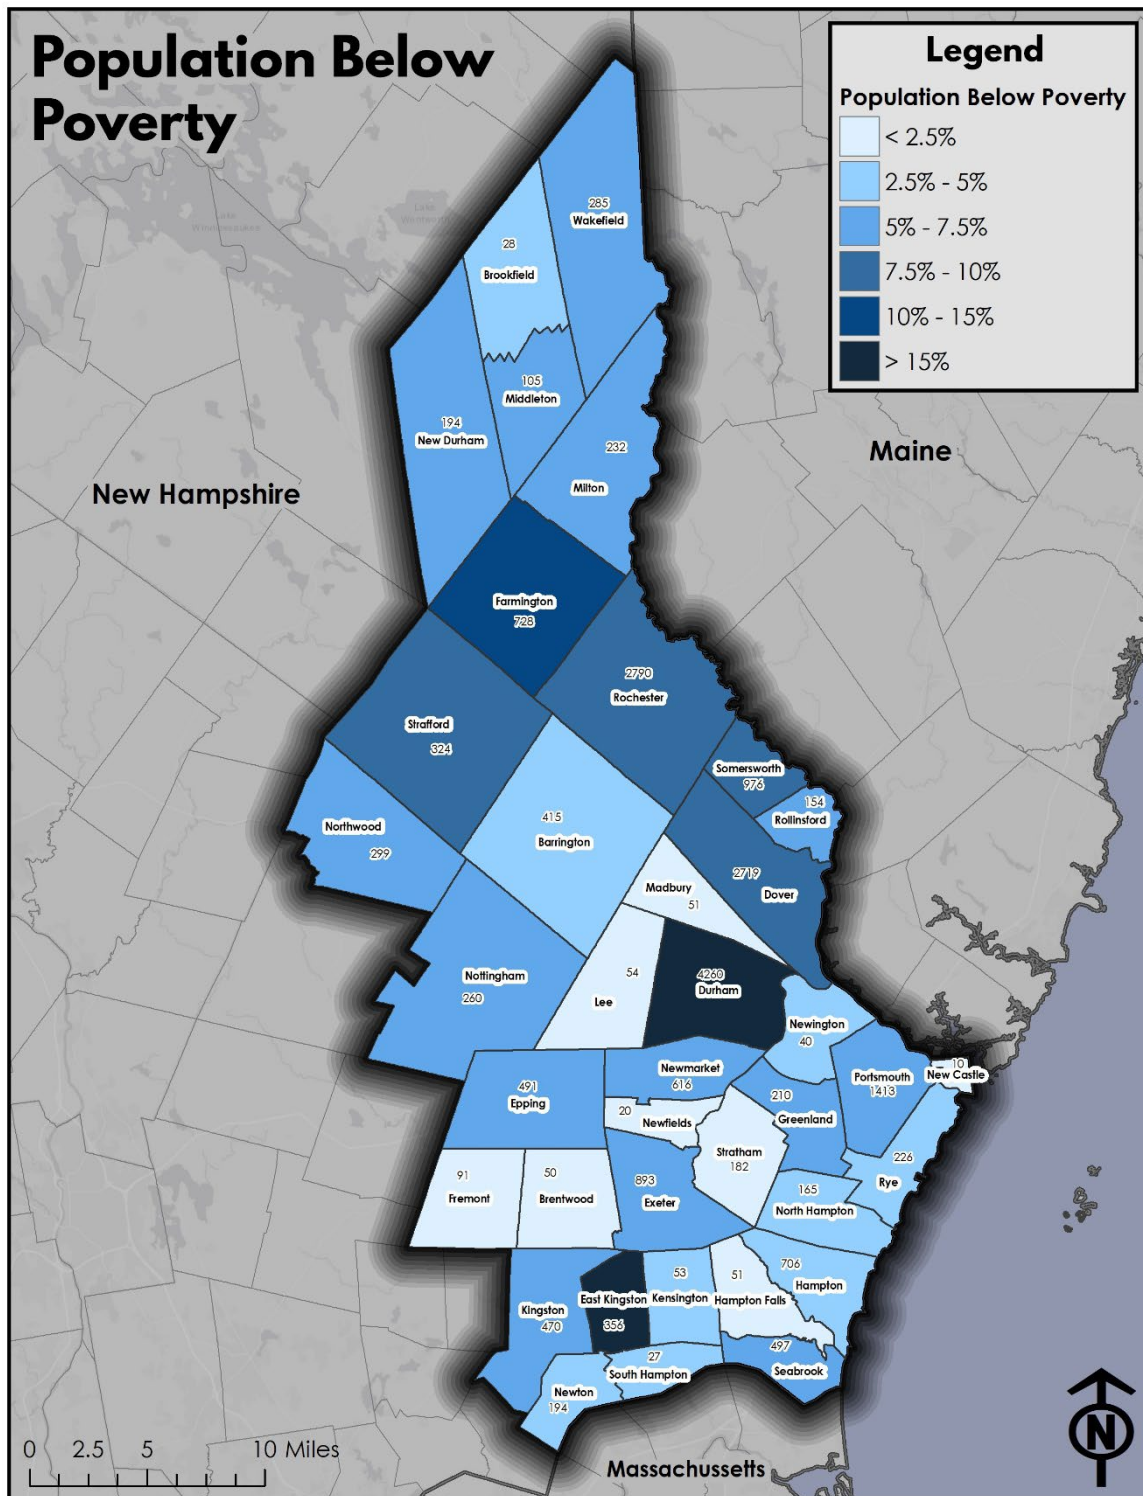 Population Below
Poverty
Legend
Population Below Poverty
< 2.5%
2.5% - 5%
5% - 7.5%
7.5% - 10%
10% - 15%
> 15%
285
Wakefield
28
Brookfield
105
Middleton
194
New Durham
232
Milton
Maine
New Hampshire
Farmington
728
2790
Rochester
Strafford
324
Somersworth
976
154
Rollinsford
Northwood
299
415
Barrington
2719
Dover
Madbury
51
Nottingham
260
54
Lee
4260
Durham
Newington
40
10
New Castle
Newmarket
616
Portsmouth
1413
491
Epping
210
Greenland
20
Newfields
Stratham
182
226
Rye
91
Fremont
50
Brentwood
893
Exeter
165
North Hampton
706
Hampton
51
Hampton Falls
53
Kensington
East Kingston
356
Kingston
470
497
Seabrook
27
South Hampton
Newton
194
0 2.5 5 10 Miles
Massachussetts
N